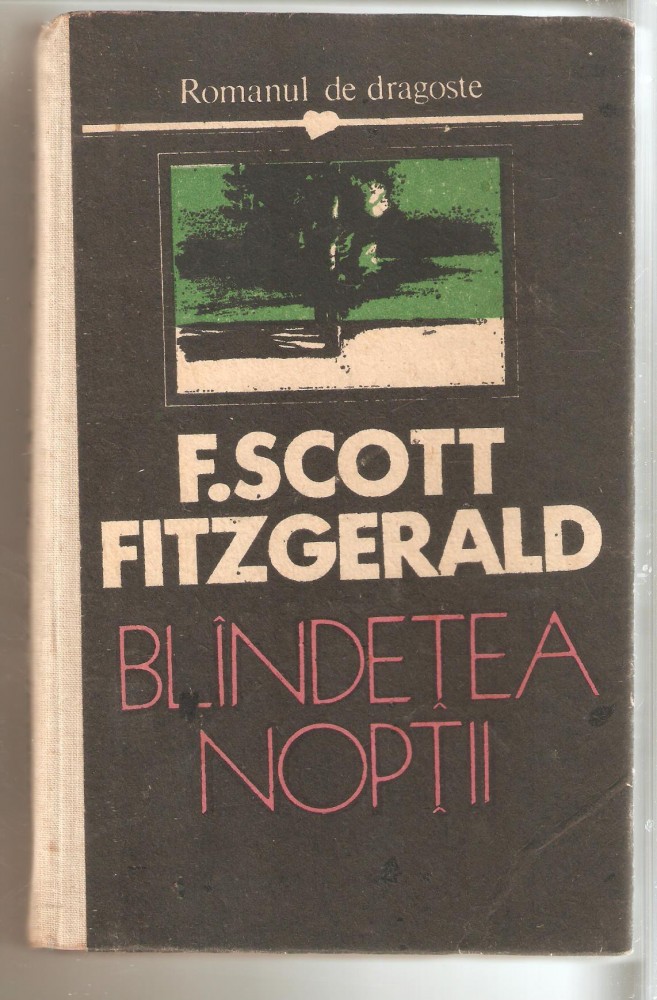 Romanul de dragoste
F. SCOTT
FITZGERALD
BLÎNDEȚEA
NOPȚII